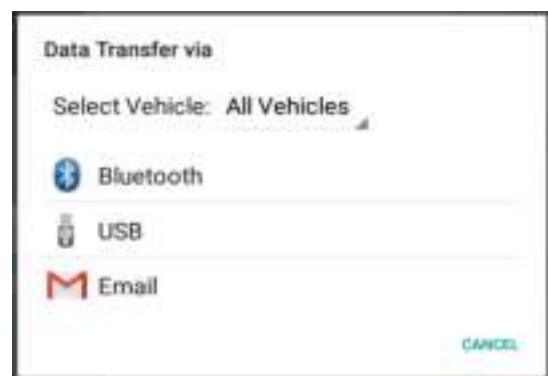 Data Transfer via
Select Vehicle: All Vehicles
Bluetooth
USB
Email
CANCEL